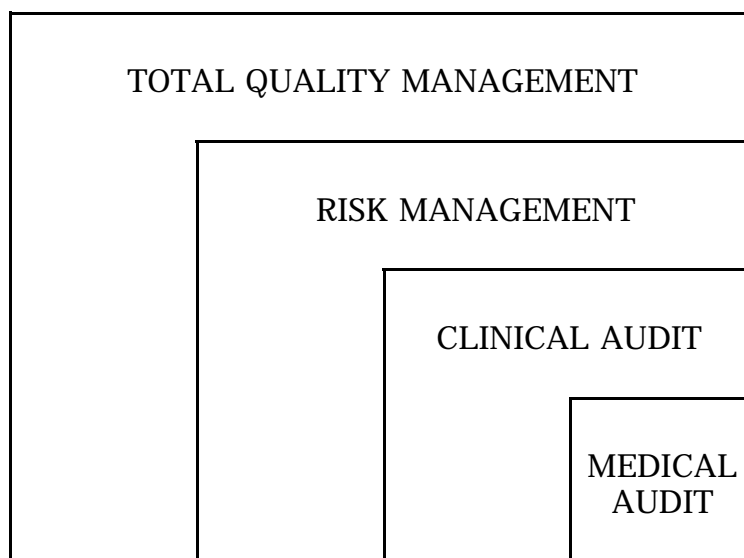 TOTAL QUALITY MANAGEMENT
RISK MANAGEMENT
CLINICAL AUDIT
MEDICAL
AUDIT